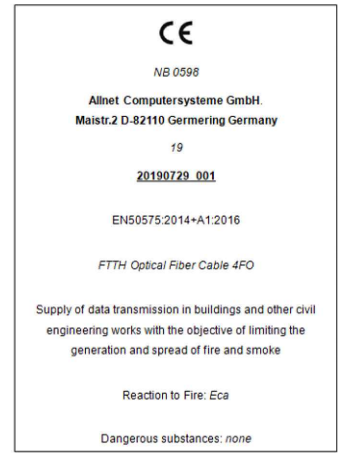 CE
NB 0598
Allnet Computersysteme GmbH.
Maistr.2 D-82110 Germering Germany
19
20190729_001
EN50575:2014+A1:2016
FTTH Optical Fiber Cable 4FO
Supply of data transmission in buildings and other civil
engineering works with the objective of limiting the
generation and spread of fire and smoke
Reaction to Fire: Eca
Dangerous substances: none